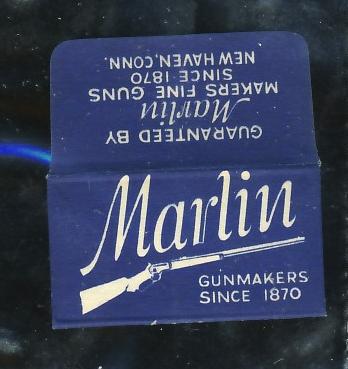 GUARANTEED BY
Marlin
MAKERS FINE GUNS
SINCE 1870
NEW HAVEN, CONN.
Marlin
GUNMAKERS
SINCE 1870